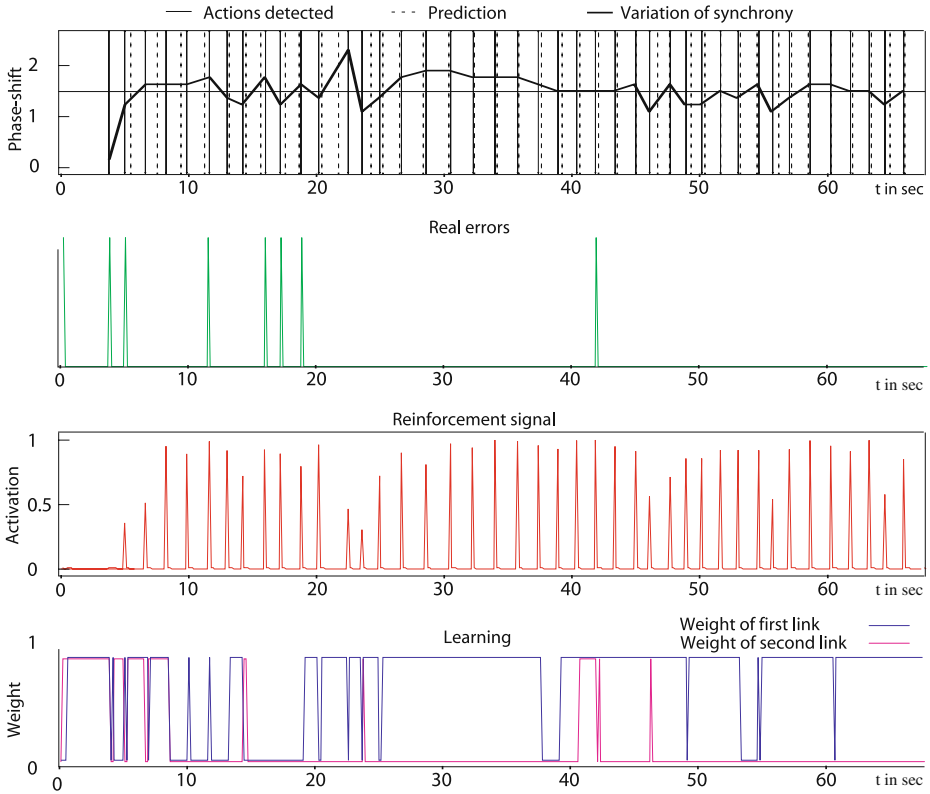 Actions detected Prediction Variation of synchrony
Phase-shift
2
1
0
0 10 20 30 40 50 60 t in sec
Real errors
0 10 20 30 40 50 60 t in sec
Reinforcement signal
Activation
1
0.5
0
0 10 20 30 40 50 60 t in sec
Learning
Weight of first link
Weight of second link
Weight
1
0
0 10 20 30 40 50 60 t in sec